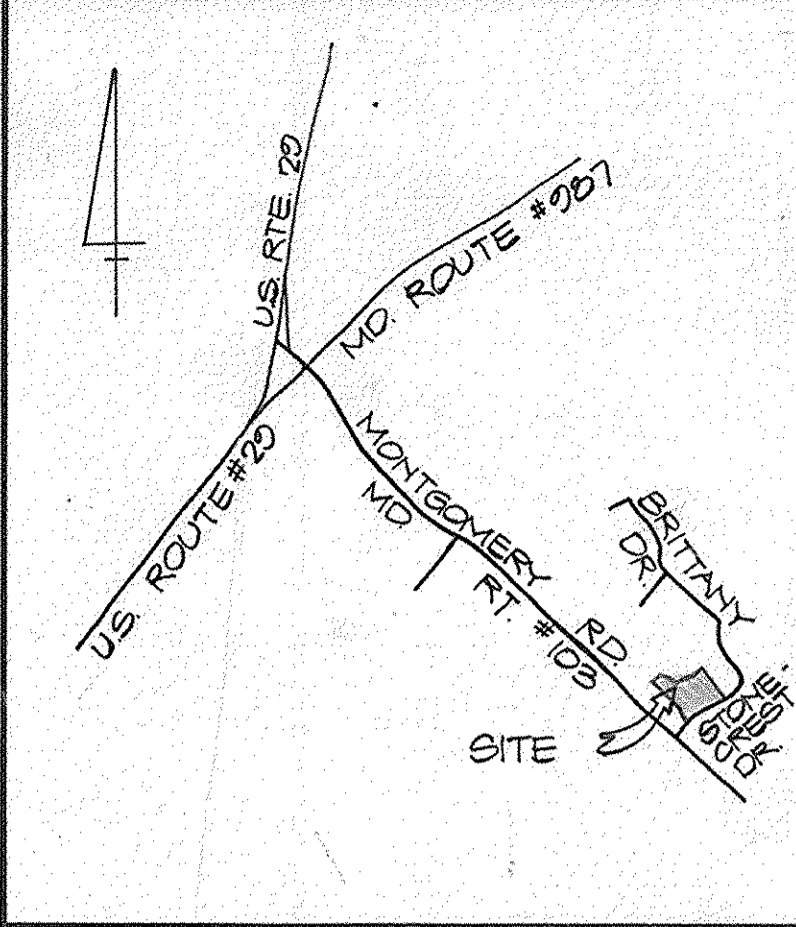 U.S. RTE. 29
MD. ROUTE #987
U.S. ROUTE #29
MONTGOMERY RD.
MD RT. #103
BRITTANY DR.
STONE-
CREST
DR.
SITE